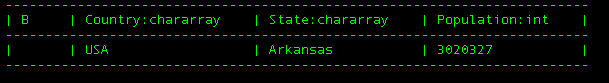 | B | Country:chararray | State:chararray | Population:int |
| | USA | Arkansas | 3020327 |